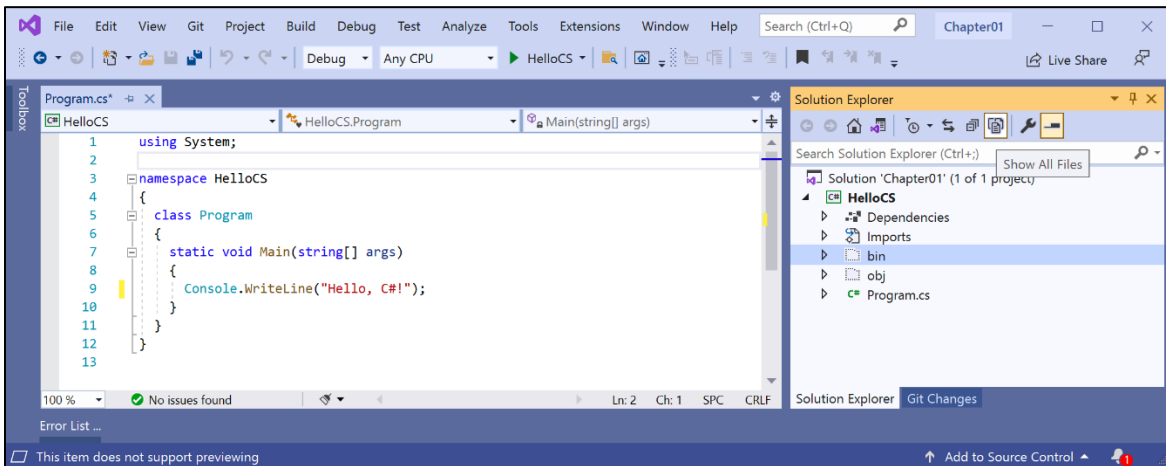 File Edit View Git Project Build Debug Test Analyze Tools Extensions Window Help Search (Ctrl+Q) Chapter01
Debug Any CPU HelloCS Live Share
Toolbox
Program.cs*
HelloCS HelloCS.Program Main(string[] args)
1 using System;
2
3 namespace HelloCS
4 {
5 class Program
6 {
7 static void Main(string[] args)
8 {
9 Console.WriteLine("Hello, C#!");
10 }
11 }
12 }
13
100 % No issues found Ln: 2 Ch: 1 SPC CRLF
Error List ...
Solution Explorer
Search Solution Explorer (Ctrl+;)
Show All Files
Solution 'Chapter01' (1 of 1 project)
C# HelloCS
Dependencies
Imports
bin
obj
C# Program.cs
Solution Explorer Git Changes
This item does not support previewing Add to Source Control 1